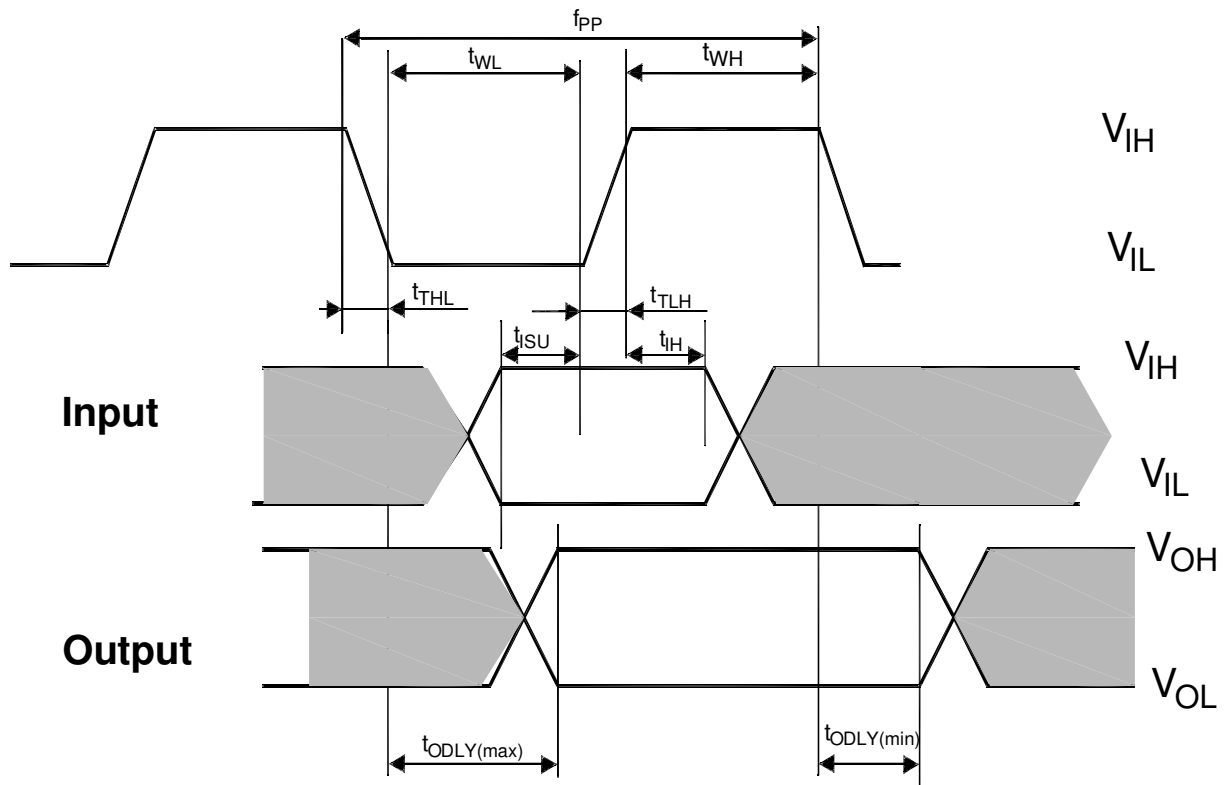 fPP
tWL
tWH
VIH
VIL
tTHL
tTLH
tISU
tIH
VIH
Input
VIL
VOH
Output
VOL
tODLY(max)
tODLY(min)